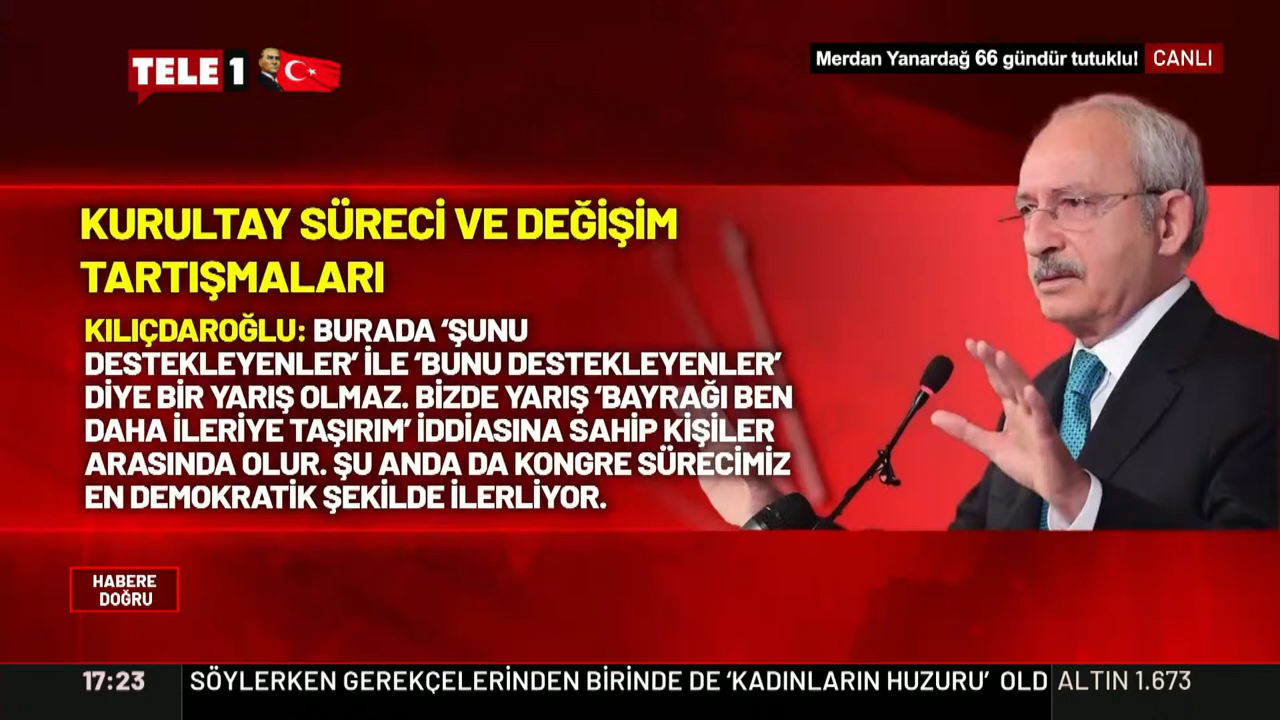 TELE 1
Merdan Yanardağ 66 gündür tutuklu! CANLI
KURULTAY SÜRECİ VE DEĞİŞİM
TARTIŞMALARI
KILIÇDAROĞLU: BURADA ‘ŞUNU
DESTEKLEYENLER’ İLE ‘BUNU DESTEKLEYENLER’
DİYE BİR YARIŞ OLMAZ. BİZDE YARIŞ ‘BAYRAĞI BEN
DAHA İLERİYE TAŞIRIM’ İDDİASINA SAHİP KİŞİLER
ARASINDA OLUR. ŞU ANDA DA KONGRE SÜRECİMİZ
EN DEMOKRATİK ŞEKİLDE İLERLİYOR.
HABERE
DOĞRU
17:23 SÖYLERKEN GEREKÇELERİNDEN BİRİNDE DE ‘KADINLARIN HUZURU’ OLD ALTIN 1.673